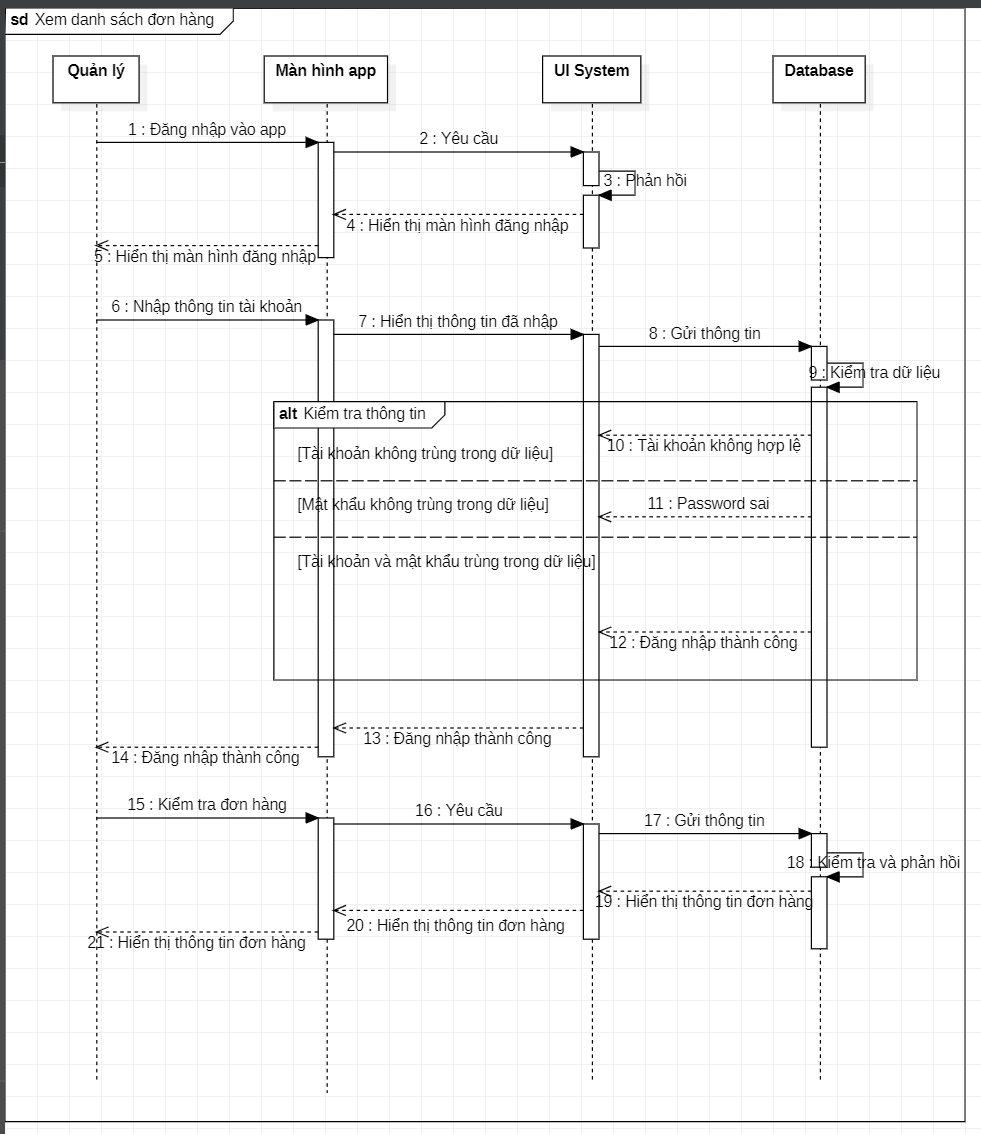 sd Xem danh sách đơn hàng
Quản lý
Màn hình app
UI System
Database
1 : Đăng nhập vào app
2 : Yêu cầu
3 : Phản hồi
4 : Hiển thị màn hình đăng nhập
5 : Hiển thị màn hình đăng nhập
6 : Nhập thông tin tài khoản
7 : Hiển thị thông tin đã nhập
8 : Gửi thông tin
9 : Kiểm tra dữ liệu
alt Kiểm tra thông tin
[Tài khoản không trùng trong dữ liệu]
10 : Tài khoản không hợp lệ
[Mật khẩu không trùng trong dữ liệu]
11 : Password sai
[Tài khoản và mật khẩu trùng trong dữ liệu]
12 : Đăng nhập thành công
13 : Đăng nhập thành công
14 : Đăng nhập thành công
15 : Kiểm tra đơn hàng
16 : Yêu cầu
17 : Gửi thông tin
18 : Kiểm tra và phản hồi
19 : Hiển thị thông tin đơn hàng
20 : Hiển thị thông tin đơn hàng
21 : Hiển thị thông tin đơn hàng